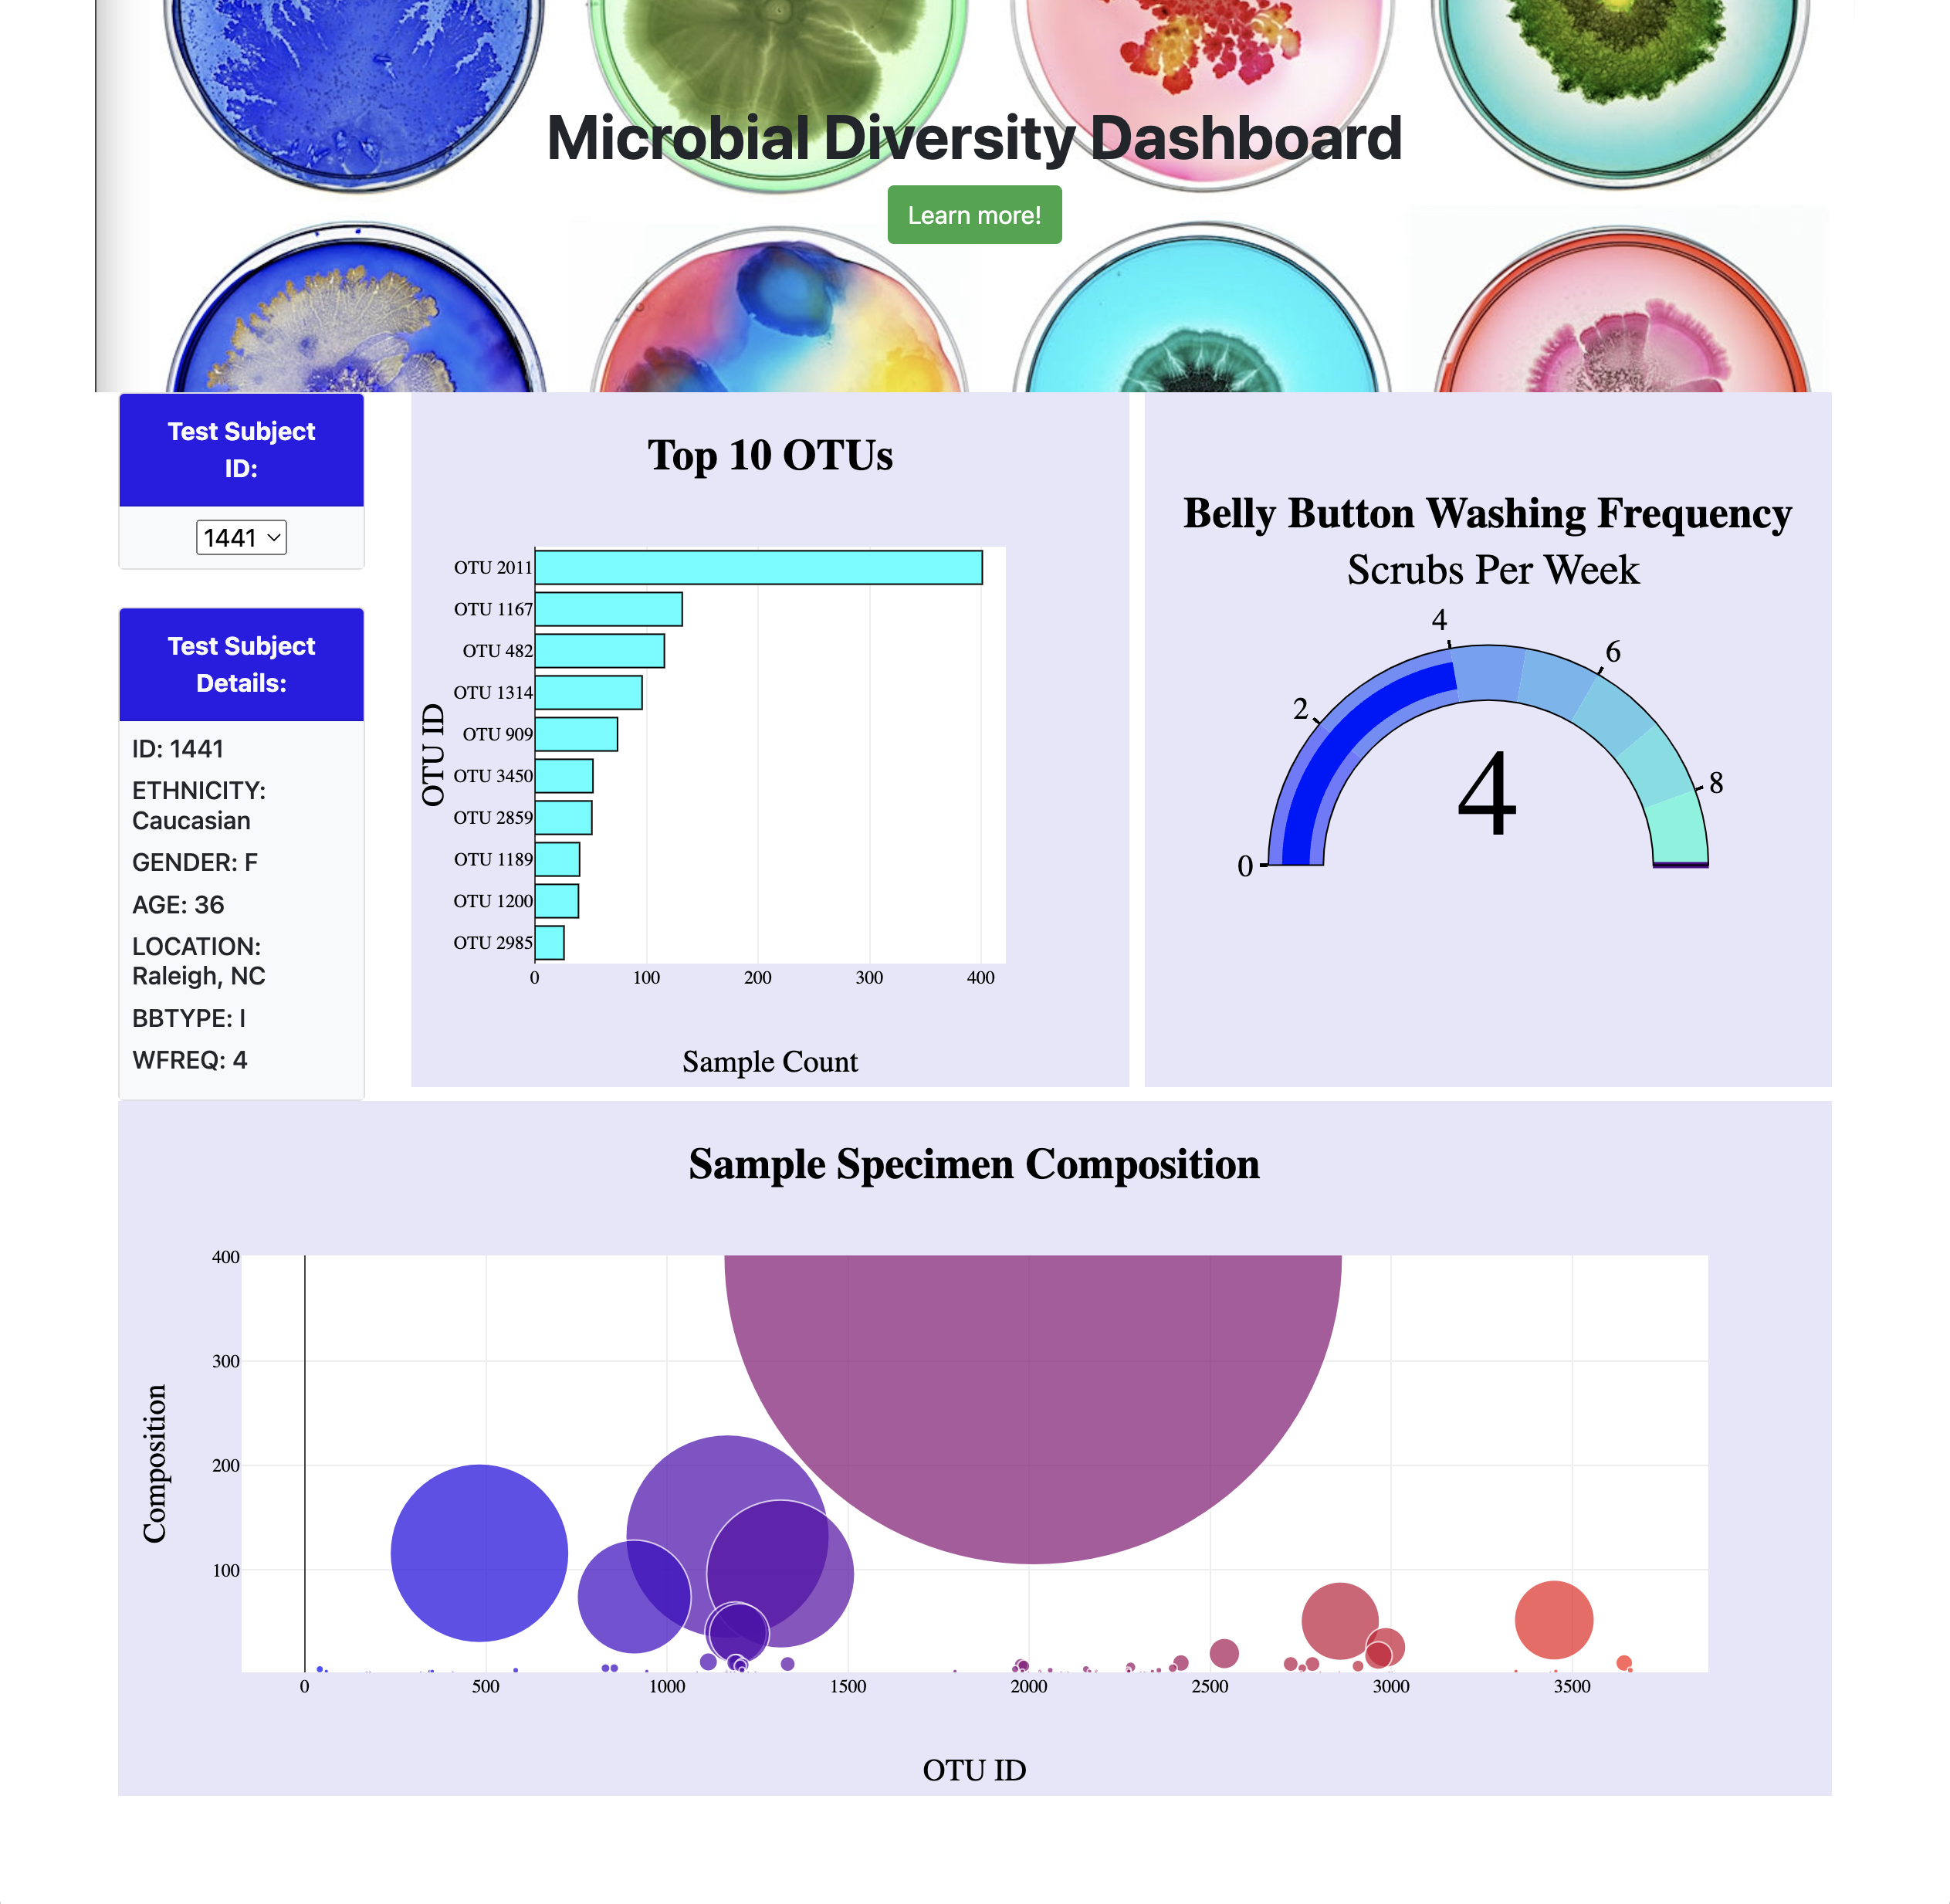 Microbial Diversity Dashboard
Learn more!
Test Subject
ID:
1441
Test Subject
Details:
ID: 1441
ETHNICITY:
Caucasian
GENDER: F
AGE: 36
LOCATION:
Raleigh, NC
BBTYPE: I
WFREQ: 4
Top 10 OTUs
OTU ID
OTU 2011
OTU 1167
OTU 482
OTU 1314
OTU 909
OTU 3450
OTU 2859
OTU 1189
OTU 1200
OTU 2985
0 100 200 300 400
Sample Count
Belly Button Washing Frequency
Scrubs Per Week
0
2
4
6
8
4
Sample Specimen Composition
Composition
400
300
200
100
0 500 1000 1500 2000 2500 3000 3500
OTU ID